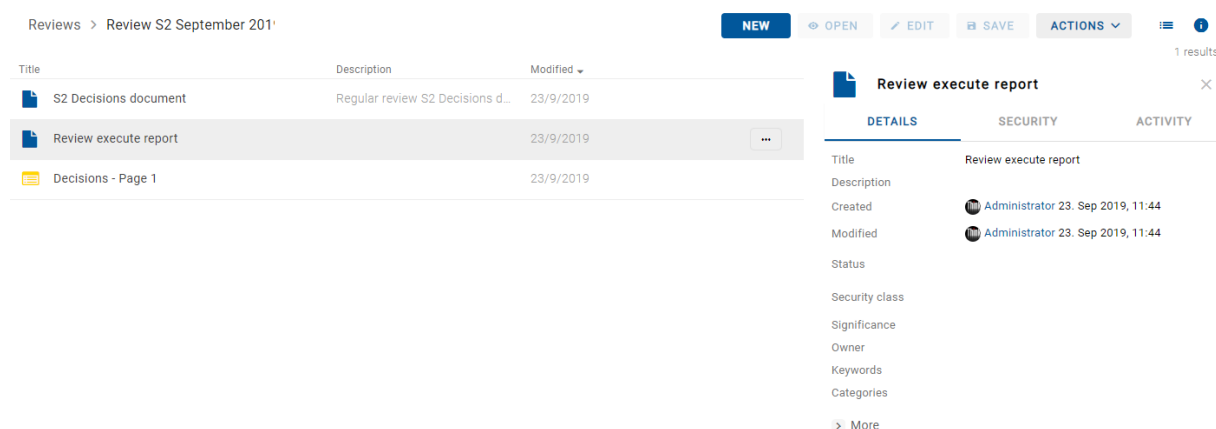 Reviews > Review S2 September 201
NEW OPEN EDIT SAVE ACTIONS
1 results
Title Description Modified
S2 Decisions document Regular review S2 Decisions d... 23/9/2019
Review execute report 23/9/2019 ...
Decisions - Page 1 23/9/2019
Review execute report
DETAILS SECURITY ACTIVITY
Title Review execute report
Description
Created Administrator 23. Sep 2019, 11:44
Modified Administrator 23. Sep 2019, 11:44
Status
Security class
Significance
Owner
Keywords
Categories
> More